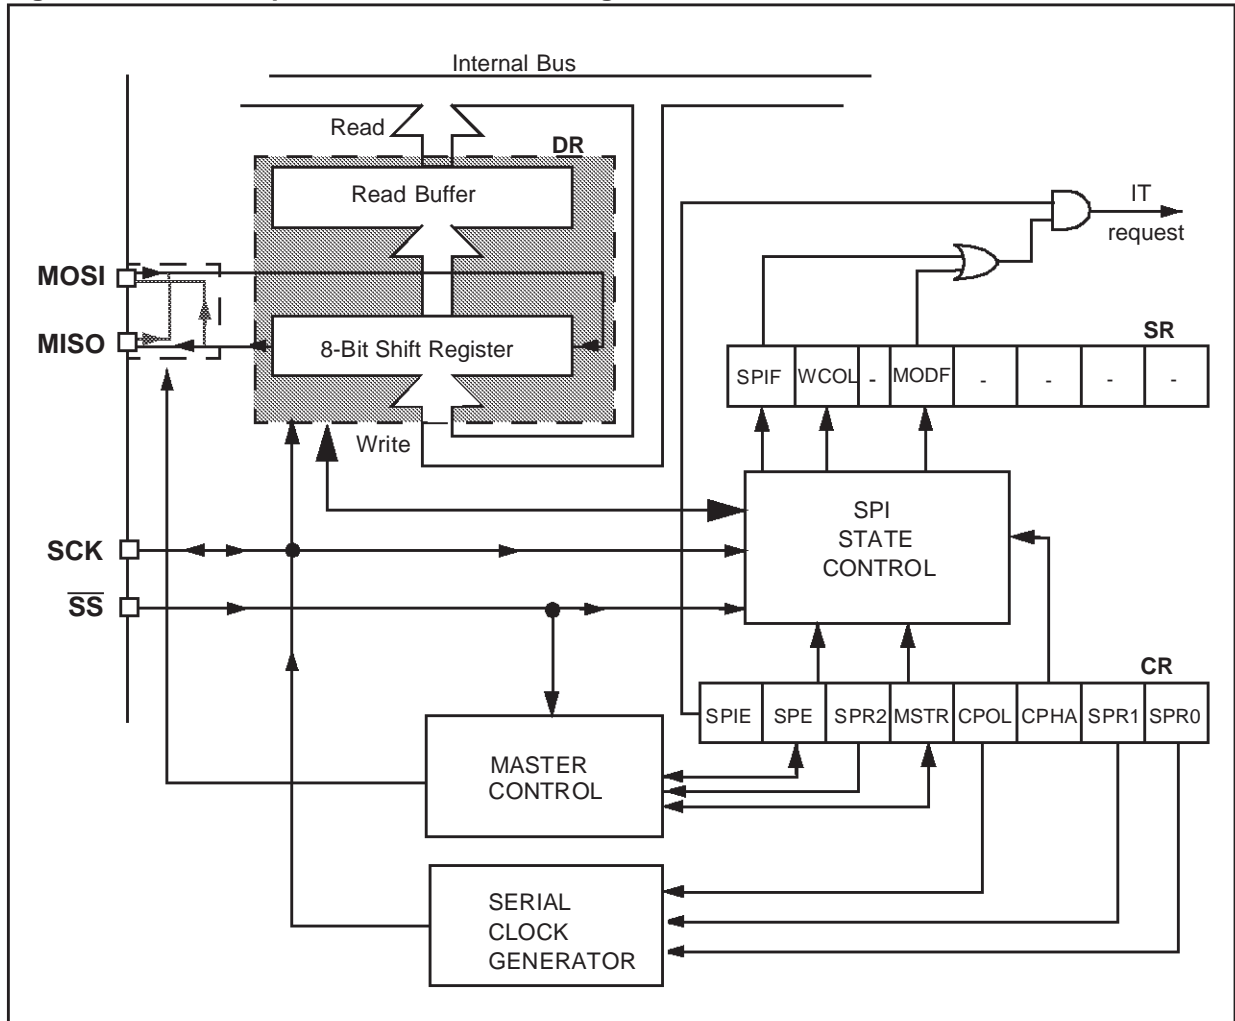 Internal Bus
Read
DR
Read Buffer
IT
request
MOSI
MISO
8-Bit Shift Register
SR
SPIF WCOL - MODF - - - -
Write
SPI
STATE
CONTROL
SCK
SS
CR
SPIE SPE SPR2 MSTR CPOL CPHA SPR1 SPR0
MASTER
CONTROL
SERIAL
CLOCK
GENERATOR